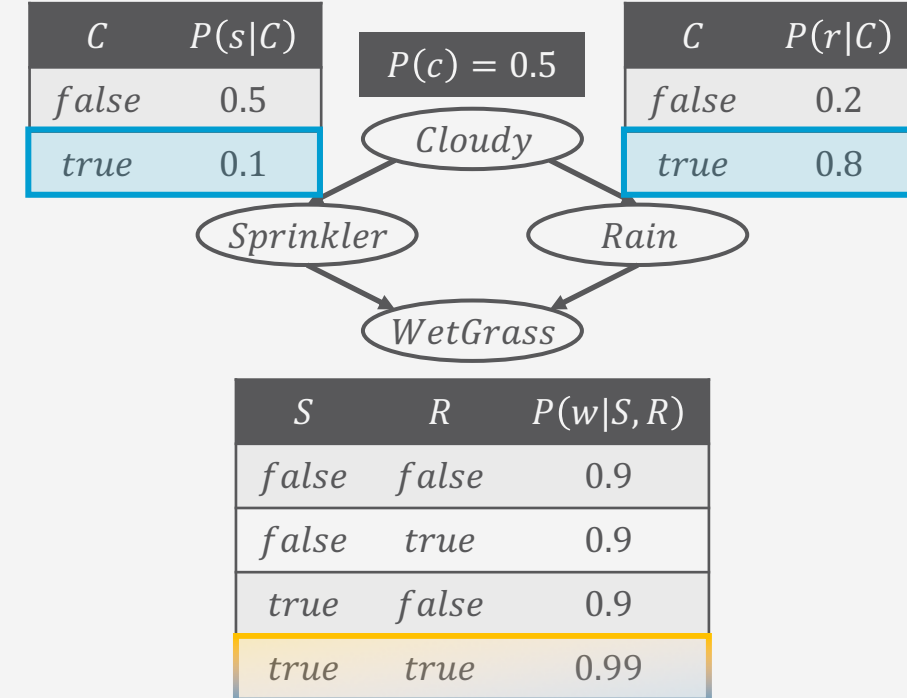 C P(s|C)
false 0.5
true 0.1
P(c) = 0.5
C P(r|C)
false 0.2
true 0.8
Cloudy
Sprinkler Rain
WetGrass
S R P(w|S, R)
false false 0.9
false true 0.9
true false 0.9
true true 0.99